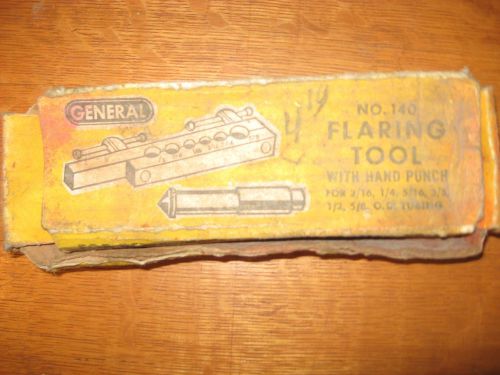 GENERAL
4 19
NO. 140
FLARING
TOOL
WITH HAND PUNCH
FOR 3/16, 1/4, 5/16, 3/8,
1/2, 5/8 O.D. TUBING